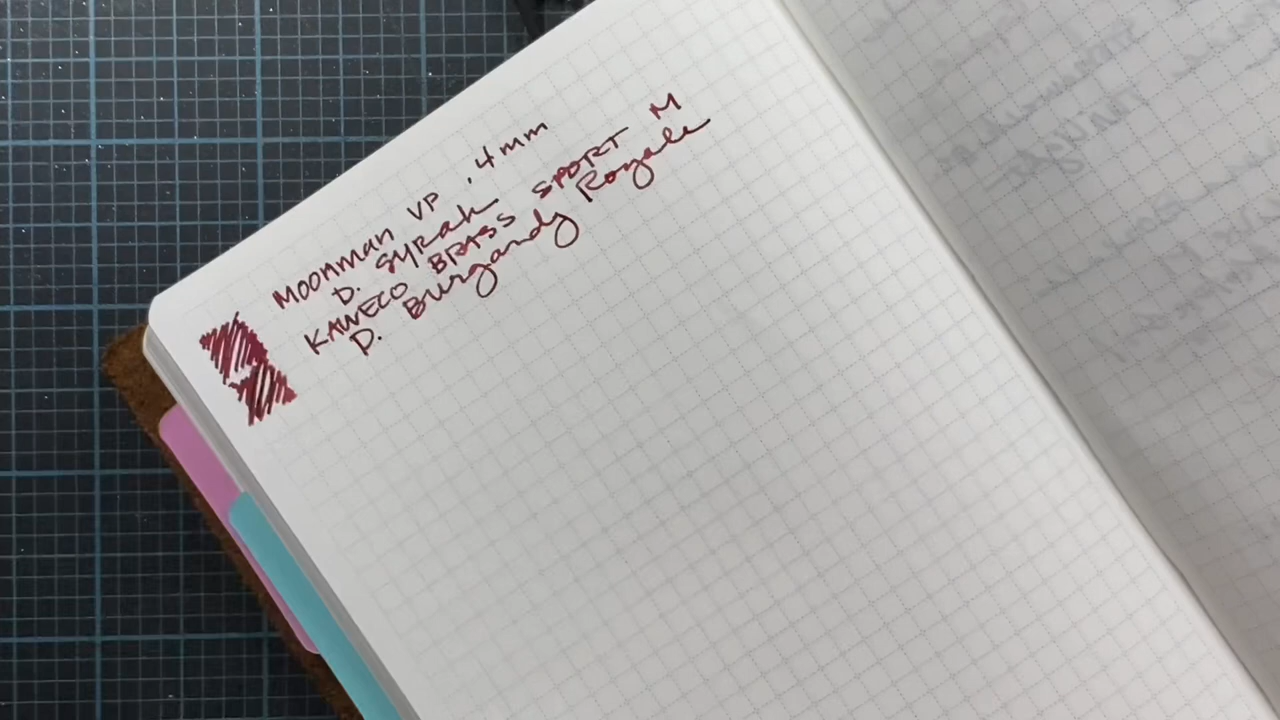 MOONMAN VP .4mm
D. SYRAH
KAWECO BRASS SPORT M
D. Burgandy Royale